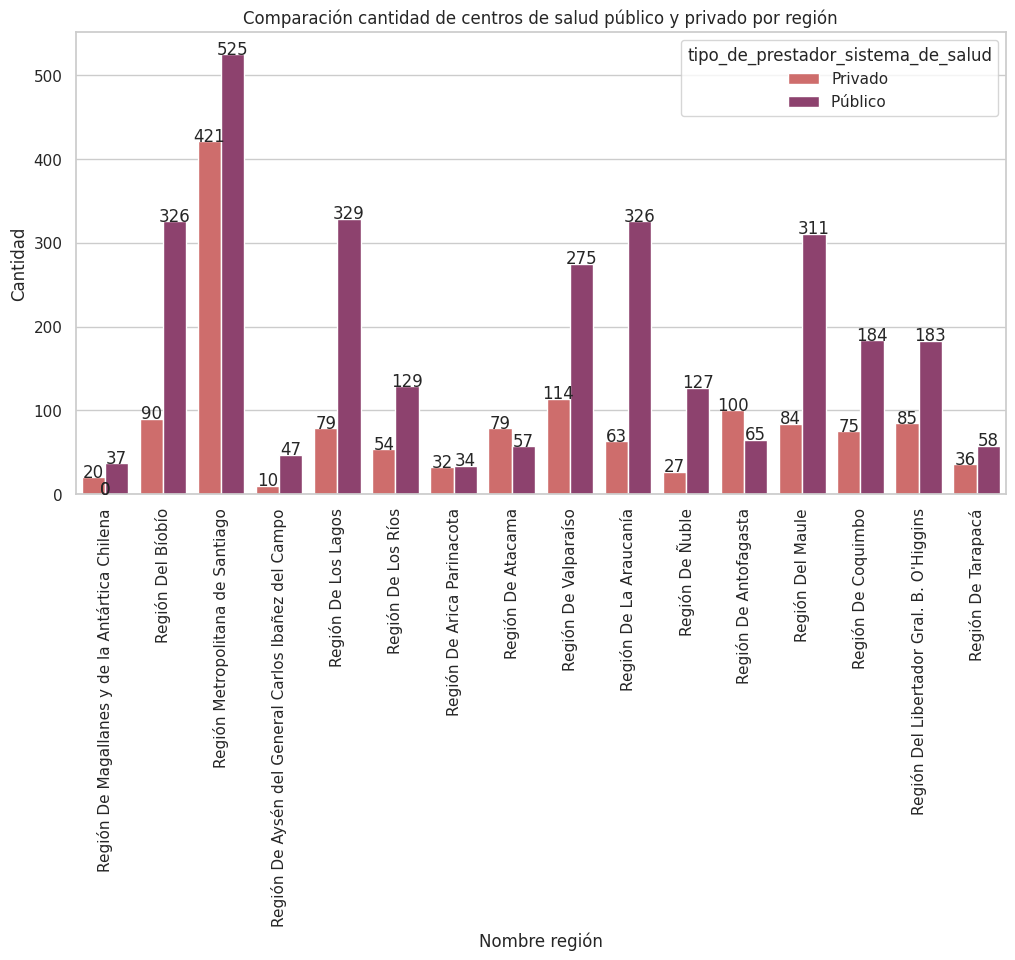 Comparación cantidad de centros de salud público y privado por región
tipo_de_prestador_sistema_de_salud
Privado
Público
Cantidad
500
400
300
200
100
0
20
37
0
90
326
421
525
10
47
79
329
54
129
32
34
79
57
114
275
63
326
27
127
100
65
84
311
75
184
85
183
36
58
Región De Magallanes y de la Antártica Chilena
Región Del Bíobío
Región Metropolitana de Santiago
Región De Aysén del General Carlos Ibañez del Campo
Región De Los Lagos
Región De Los Ríos
Región De Arica Parinacota
Región De Atacama
Región De Valparaíso
Región De La Araucanía
Región De Ñuble
Región De Antofagasta
Región Del Maule
Región De Coquimbo
Región Del Libertador Gral. B. O'Higgins
Región De Tarapacá
Nombre región